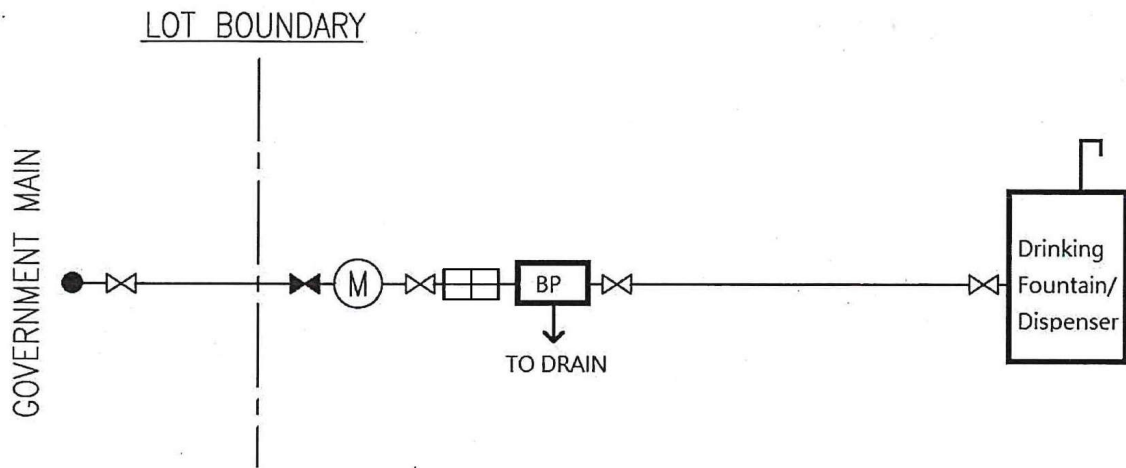 LOT BOUNDARY
GOVERNMENT MAIN
M
BP
TO DRAIN
Drinking
Fountain/
Dispenser